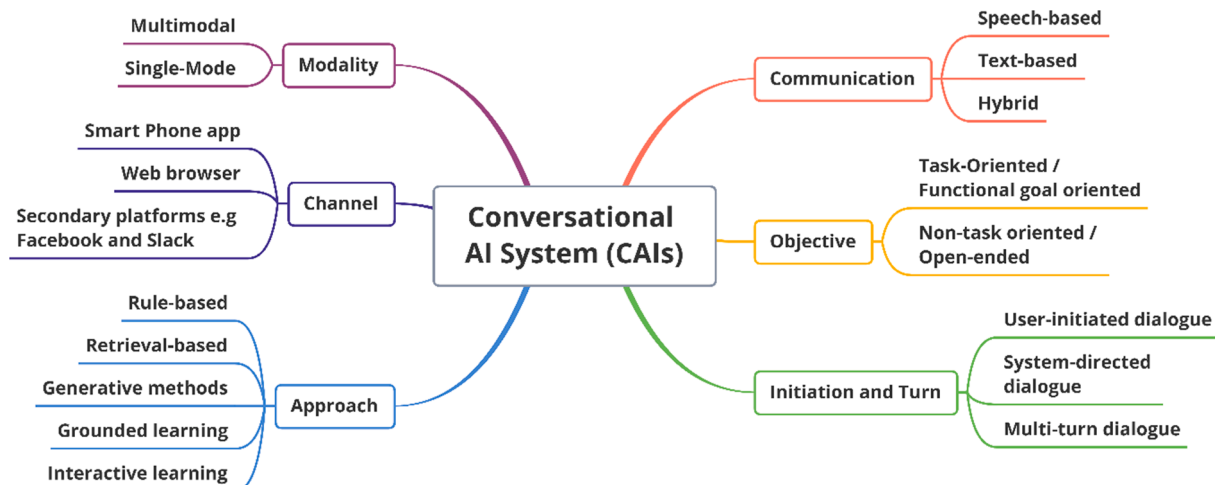 Multimodal
Single-Mode
Modality
Smart Phone app
Web browser
Secondary platforms e.g
Facebook and Slack
Channel
Rule-based
Retrieval-based
Generative methods
Grounded learning
Interactive learning
Approach
Conversational
AI System (CAIs)
Communication
Speech-based
Text-based
Hybrid
Objective
Task-Oriented /
Functional goal oriented
Non-task oriented /
Open-ended
Initiation and Turn
User-initiated dialogue
System-directed
dialogue
Multi-turn dialogue